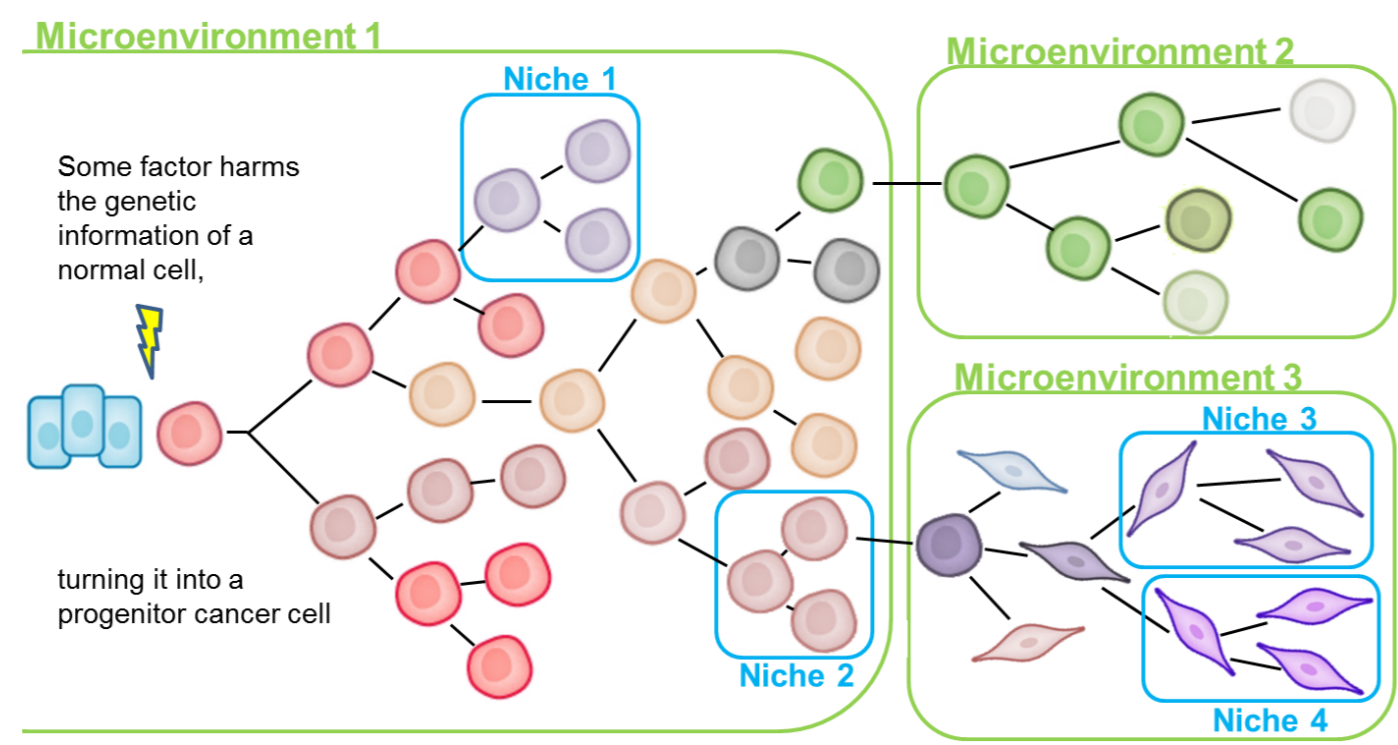 Microenvironment 1
Niche 1
Some factor harms
the genetic
information of a
normal cell,
turning it into a
progenitor cancer cell
Niche 2
Microenvironment 2
Microenvironment 3
Niche 3
Niche 4